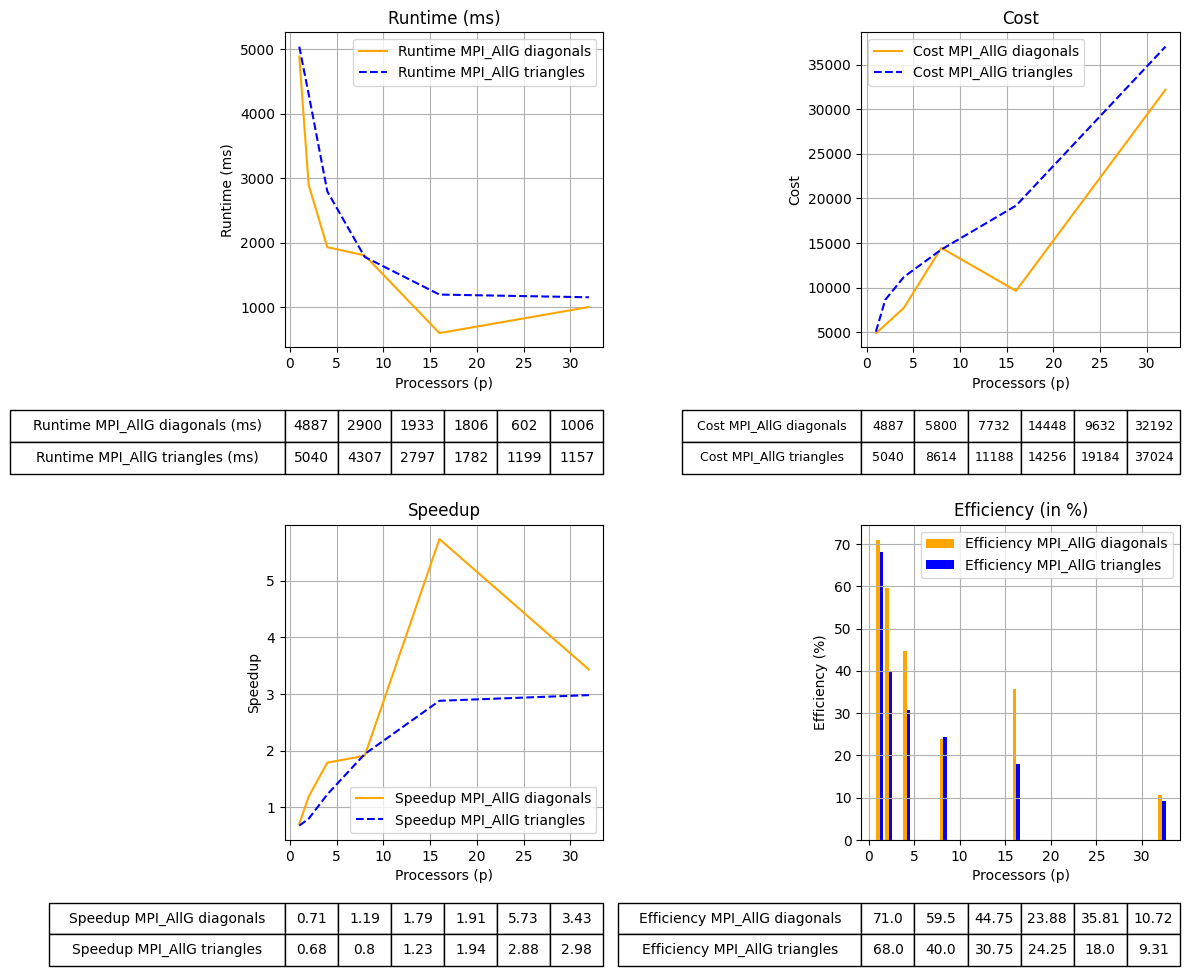 Runtime (ms)
Runtime MPI_AllG diagonals
Runtime MPI_AllG triangles
5000
4000
3000
2000
1000
Runtime (ms)
0 5 10 15 20 25 30
Processors (p)
Runtime MPI_AllG diagonals (ms) 4887 2900 1933 1806 602 1006
Runtime MPI_AllG triangles (ms) 5040 4307 2797 1782 1199 1157
Cost
Cost MPI_AllG diagonals
Cost MPI_AllG triangles
35000
30000
25000
20000
15000
10000
5000
Cost
0 5 10 15 20 25 30
Processors (p)
Cost MPI_AllG diagonals 4887 5800 7732 14448 9632 32192
Cost MPI_AllG triangles 5040 8614 11188 14256 19184 37024
Speedup
5
4
3
2
1
Speedup
Speedup MPI_AllG diagonals
Speedup MPI_AllG triangles
0 5 10 15 20 25 30
Processors (p)
Speedup MPI_AllG diagonals 0.71 1.19 1.79 1.91 5.73 3.43
Speedup MPI_AllG triangles 0.68 0.8 1.23 1.94 2.88 2.98
Efficiency (in %)
Efficiency MPI_AllG diagonals
Efficiency MPI_AllG triangles
70
60
50
40
30
20
10
0
Efficiency (%)
0 5 10 15 20 25 30
Processors (p)
Efficiency MPI_AllG diagonals 71.0 59.5 44.75 23.88 35.81 10.72
Efficiency MPI_AllG triangles 68.0 40.0 30.75 24.25 18.0 9.31